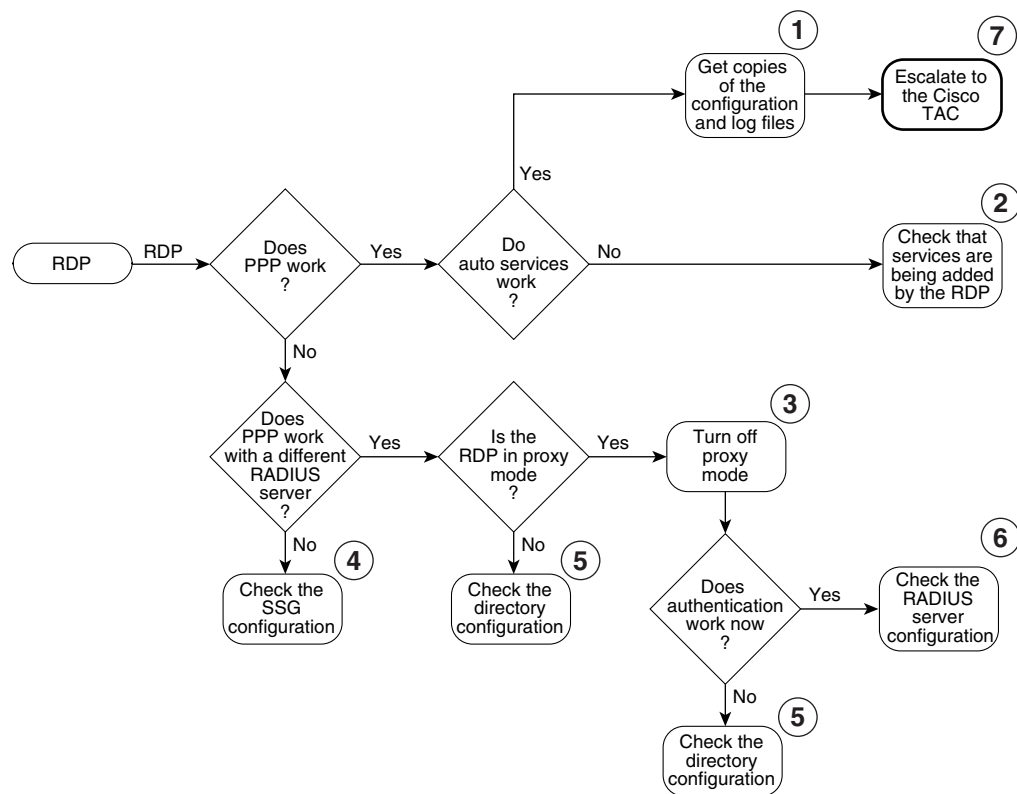 1
7
Get copies
of the
configuration
and log files
Escalate to
the Cisco
TAC
Yes
2
RDP
RDP
Does
PPP work
?
Yes
Do
auto services
work
?
No
Check that
services are
being added
by the RDP
No
3
Does
PPP work
with a different
RADIUS
server
?
Yes
Is the
RDP in proxy
mode
?
Yes
Turn off
proxy
mode
No
4
No
5
6
Check the
SSG
configuration
Check the
directory
configuration
Does
authentication
work now
?
Yes
Check the
RADIUS
server
configuration
No
5
Check the
directory
configuration